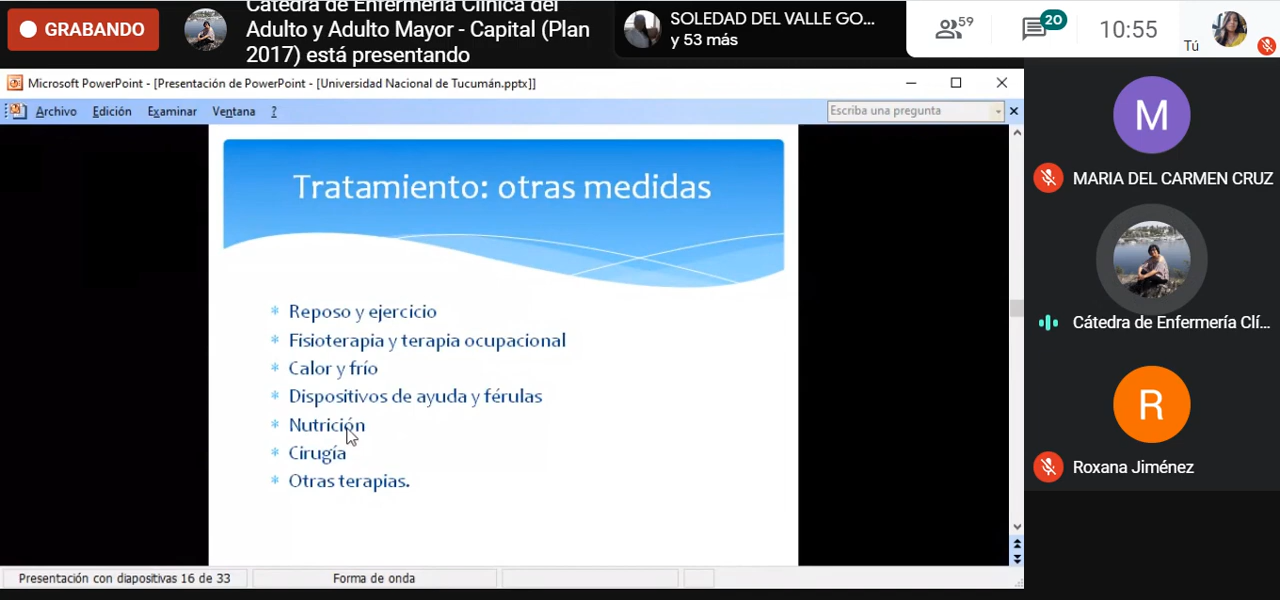 GRABANDO
Cátedra de Enfermería Clínica del
Adulto y Adulto Mayor - Capital (Plan
2017) está presentando
SOLEDAD DEL VALLE GO...
y 53 más
59
20
10:55
Tú
Microsoft PowerPoint - [Presentación de PowerPoint - [Universidad Nacional de Tucumán.pptx]]
Archivo Edición Examinar Ventana ?
Escriba una pregunta
Tratamiento: otras medidas
* Reposo y ejercicio
* Fisioterapia y terapia ocupacional
* Calor y frío
* Dispositivos de ayuda y férulas
* Nutrición
* Cirugía
* Otras terapias.
Presentación con diapositivas 16 de 33
Forma de onda
M
MARIA DEL CARMEN CRUZ
Cátedra de Enfermería Clí...
R
Roxana Jiménez